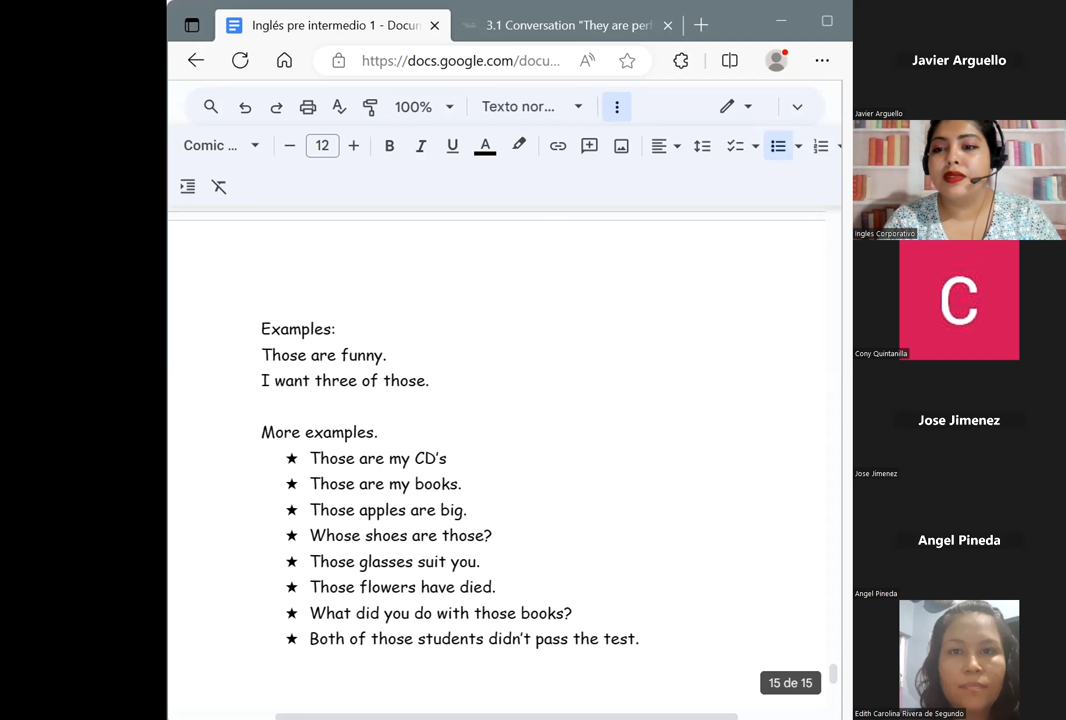 Inglés pre intermedio 1 - Docun
3.1 Conversation "They are perf
https://docs.google.com/docu...
100%
Texto nor...
Comic ...
12
Examples:
Those are funny.
I want three of those.
More examples.
★ Those are my CD's
★ Those are my books.
★ Those apples are big.
★ Whose shoes are those?
★ Those glasses suit you.
★ Those flowers have died.
★ What did you do with those books?
★ Both of those students didn't pass the test.
15 de 15
Javier Arguello
Javier Arguello
Ingles Corporativo
C
Cony Quintanilla
Jose Jimenez
Jose Jimenez
Angel Pineda
Angel Pineda
Edith Carolina Rivera de Segundo